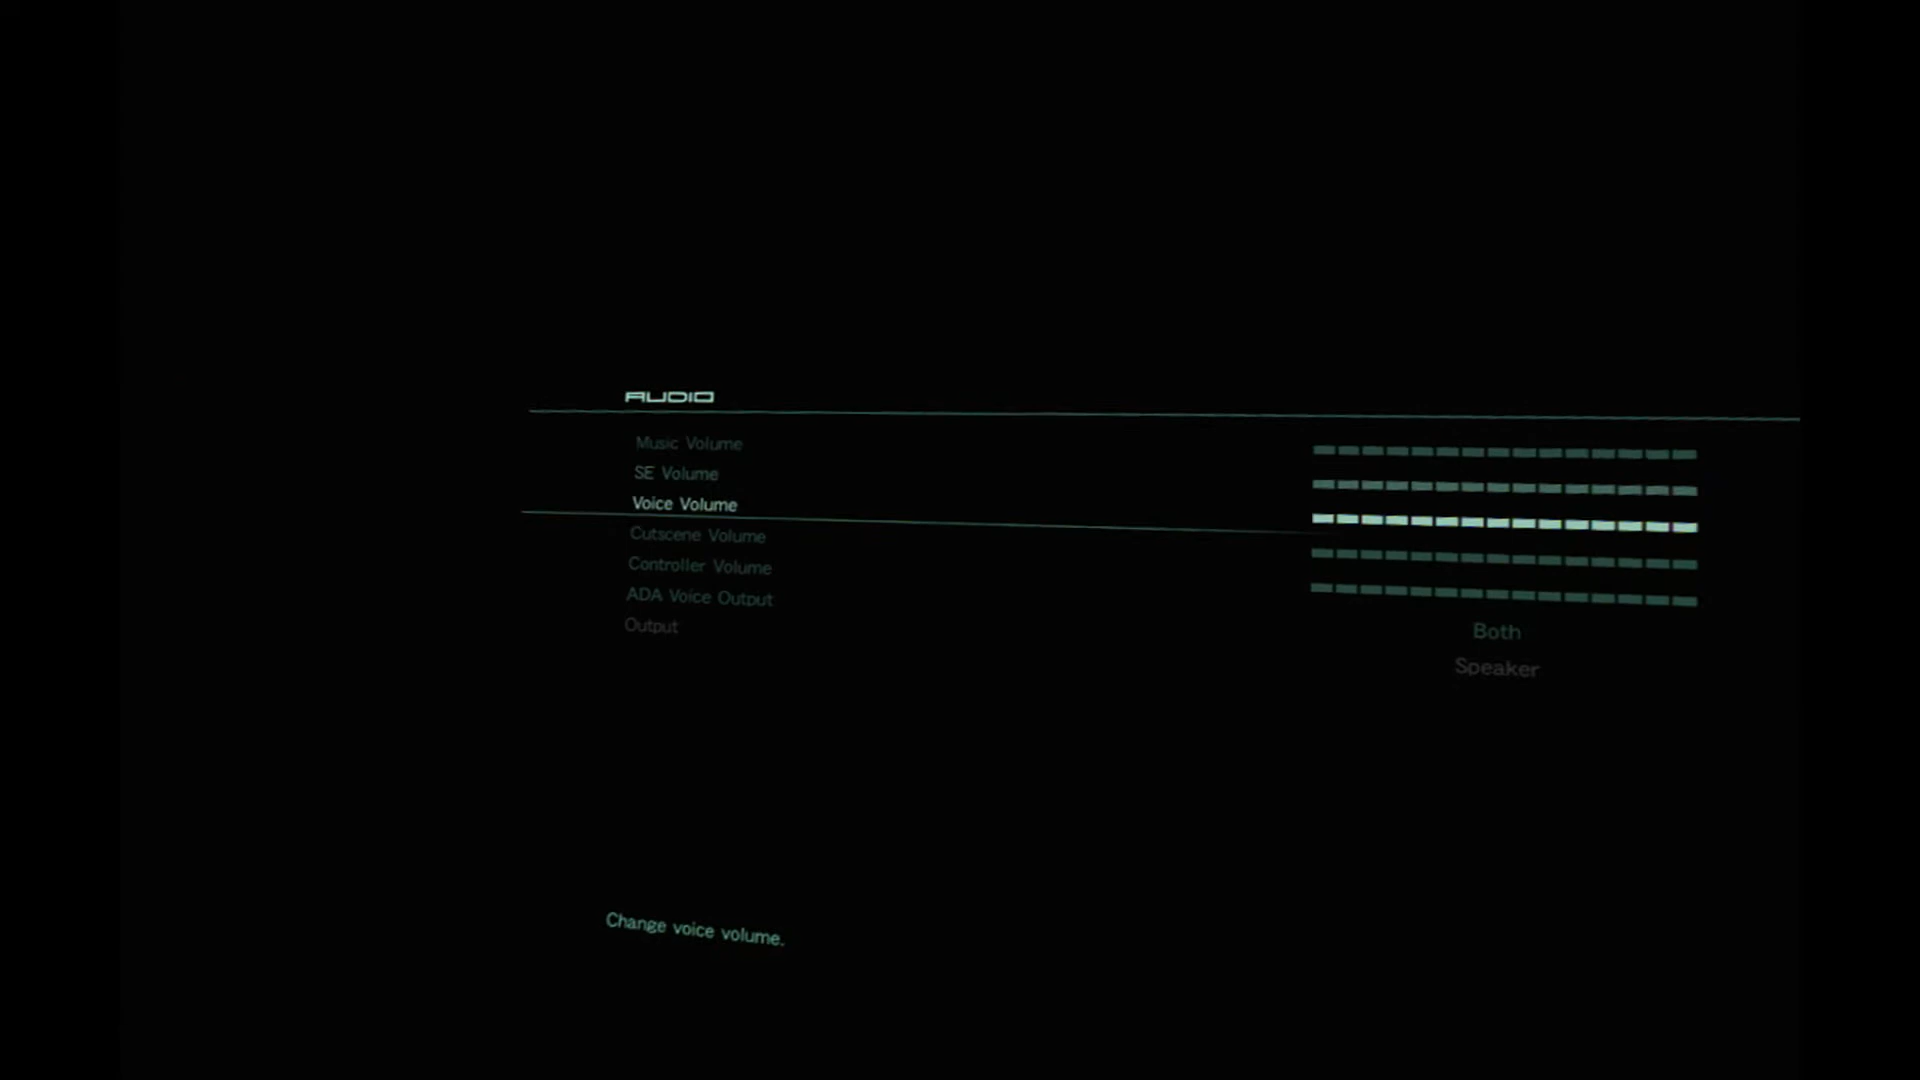 AUDIO
Music Volume
SE Volume
Voice Volume
Cutscene Volume
Controller Volume
ADA Voice Output Both
Output Speaker
Change voice volume.